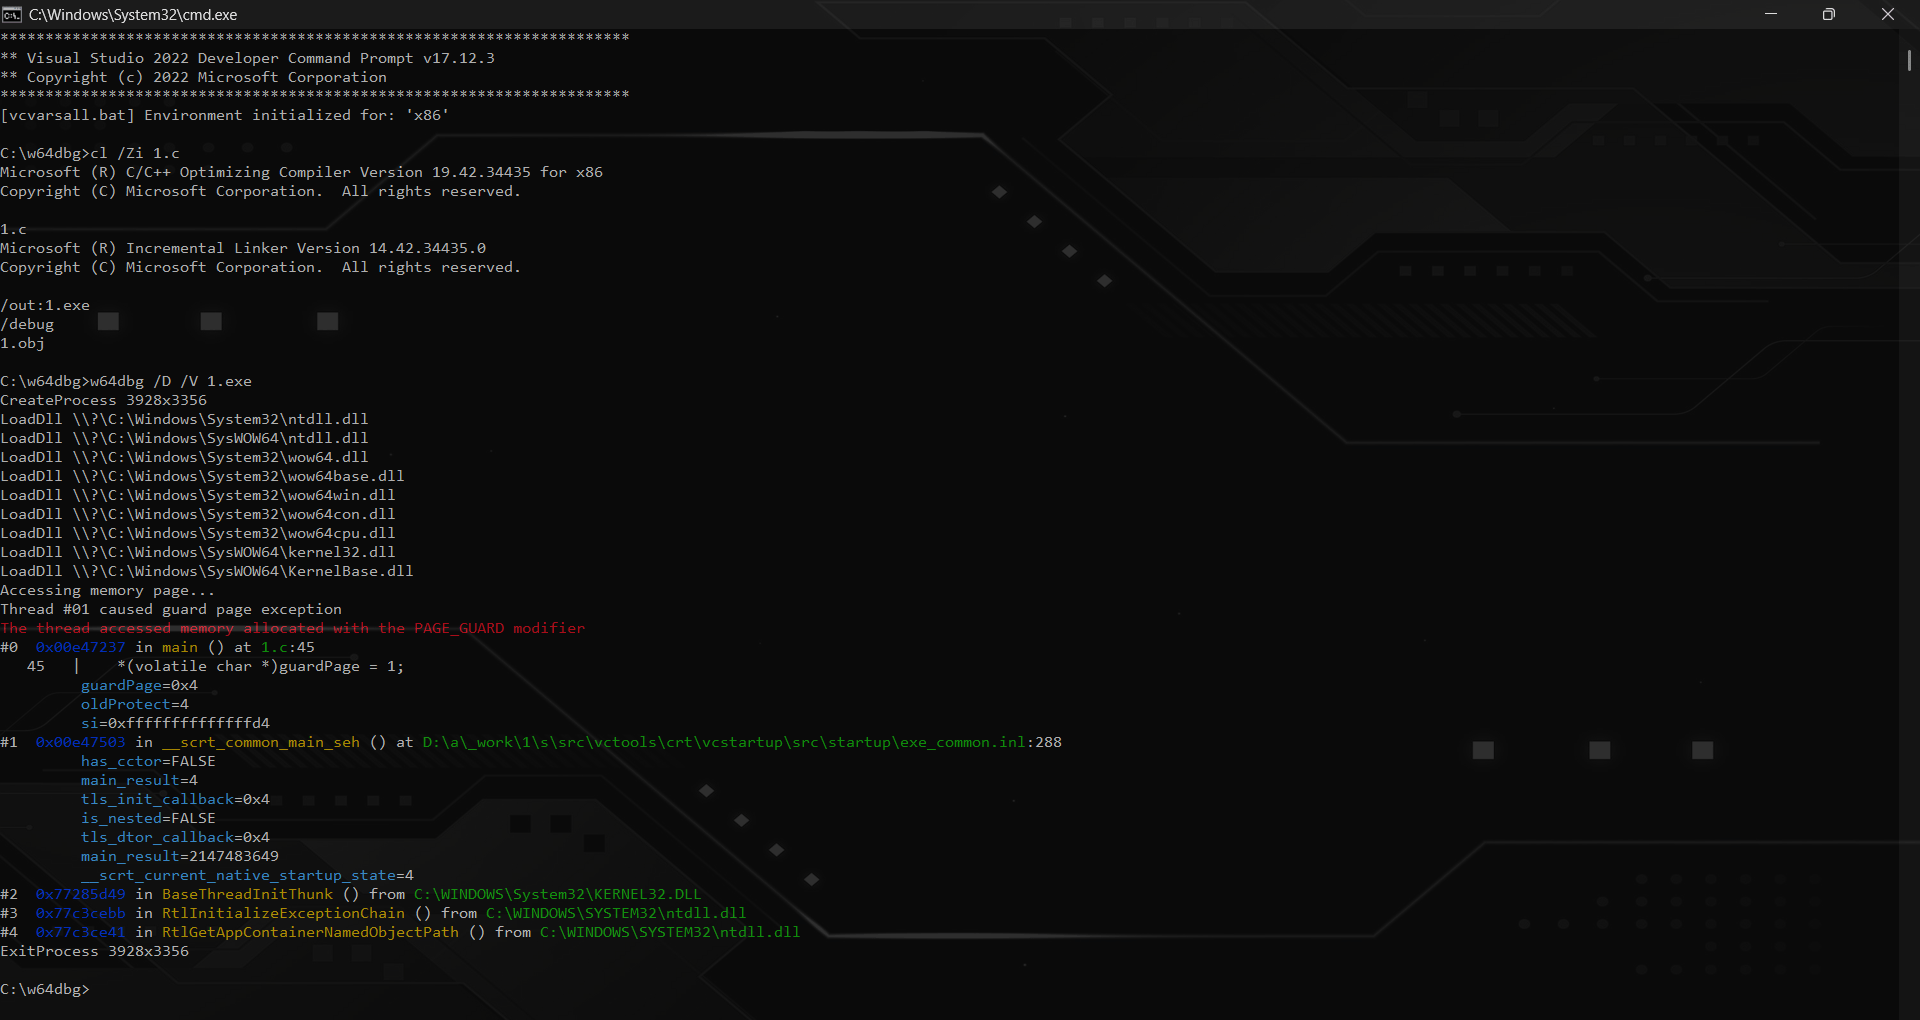 C:\Windows\System32\cmd.exe
**********************************************************************
** Visual Studio 2022 Developer Command Prompt v17.12.3
** Copyright (c) 2022 Microsoft Corporation
**********************************************************************
[vcvarsall.bat] Environment initialized for: 'x86'
C:\w64dbg>cl /Zi 1.c
Microsoft (R) C/C++ Optimizing Compiler Version 19.42.34435 for x86
Copyright (C) Microsoft Corporation.  All rights reserved.
1.c
Microsoft (R) Incremental Linker Version 14.42.34435.0
Copyright (C) Microsoft Corporation.  All rights reserved.
/out:1.exe
/debug
1.obj
C:\w64dbg>w64dbg /D /V 1.exe
CreateProcess 3928x3356
LoadDll \\?\C:\Windows\System32\ntdll.dll
LoadDll \\?\C:\Windows\SysWOW64\ntdll.dll
LoadDll \\?\C:\Windows\System32\wow64.dll
LoadDll \\?\C:\Windows\System32\wow64base.dll
LoadDll \\?\C:\Windows\System32\wow64win.dll
LoadDll \\?\C:\Windows\System32\wow64con.dll
LoadDll \\?\C:\Windows\System32\wow64cpu.dll
LoadDll \\?\C:\Windows\SysWOW64\kernel32.dll
LoadDll \\?\C:\Windows\SysWOW64\KernelBase.dll
Accessing memory page...
Thread #01 caused guard page exception
The thread accessed memory allocated with the PAGE_GUARD modifier
#0  0x00e47237 in main () at 1.c:45
   45   |    *(volatile char *)guardPage = 1;
         guardPage=0x4
         oldProtect=4
         si=0xffffffffffffffd4
#1  0x00e47503 in __scrt_common_main_seh () at D:\a\_work\1\s\src\vctools\crt\vcstartup\src\startup\exe_common.inl:288
         has_cctor=FALSE
         main_result=4
         tls_init_callback=0x4
         is_nested=FALSE
         tls_dtor_callback=0x4
         main_result=2147483649
         __scrt_current_native_startup_state=4
#2  0x77285d49 in BaseThreadInitThunk () from C:\WINDOWS\System32\KERNEL32.DLL
#3  0x77c3cebb in RtlInitializeExceptionChain () from C:\WINDOWS\SYSTEM32\ntdll.dll
#4  0x77c3ce41 in RtlGetAppContainerNamedObjectPath () from C:\WINDOWS\SYSTEM32\ntdll.dll
ExitProcess 3928x3356
C:\w64dbg>